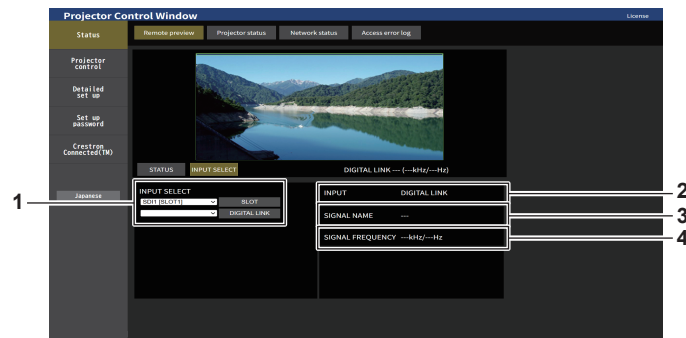 Projector Control Window
License
Status
Remote preview
Projector status
Network status
Access error log
Projector
control
Detailed
set up
Set up
password
Crestron
Connected(TM)
Japanese
STATUS
INPUT SELECT
DIGITAL LINK --- (---kHz/---Hz)
1
INPUT SELECT
SDI1 [SLOT1]
SLOT
DIGITAL LINK
INPUT DIGITAL LINK
2
SIGNAL NAME ---
3
SIGNAL FREQUENCY ---kHz/---Hz
4